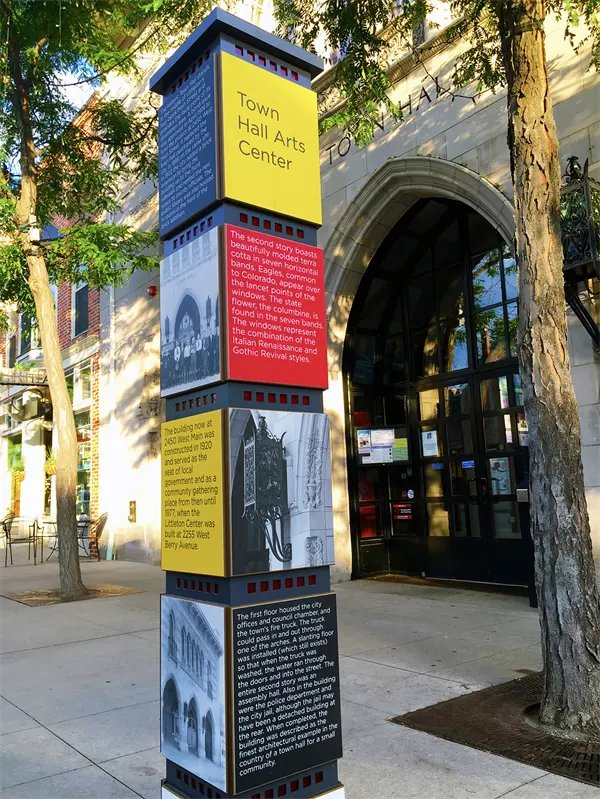 Town
Hall Arts
Center
TOWN HAL
The second story boasts
beautifully molded terra
cotta in seven horizontal
bands. Eagles, common
to Colorado, appear over
the lancet points of the
windows. The state
flower, the columbine, is
found in the seven bands.
The windows represent
the combination of the
Italian Renaissance and
Gothic Revival styles.
The building now at
2450 West Main was
constructed in 1920
and served as the
seat of local
government and as a
community gathering
place from then until
1977, when the
Littleton Center was
built at 2255 West
Berry Avenue.
The first floor housed the city
offices and council chamber, and
the town's fire truck. The truck
could pass in and out through
one of the arches. A slanting floor
was installed (which still exists)
so that when the truck was
washed, the water ran through
the doors and into the street. The
entire second story was an
assembly hall. Also in the building
were the police department and
the city jail, although the jail may
have been a detached building at
the rear. When completed, the
building was described as the
finest architectural example in the
country of a town hall for a small
community.